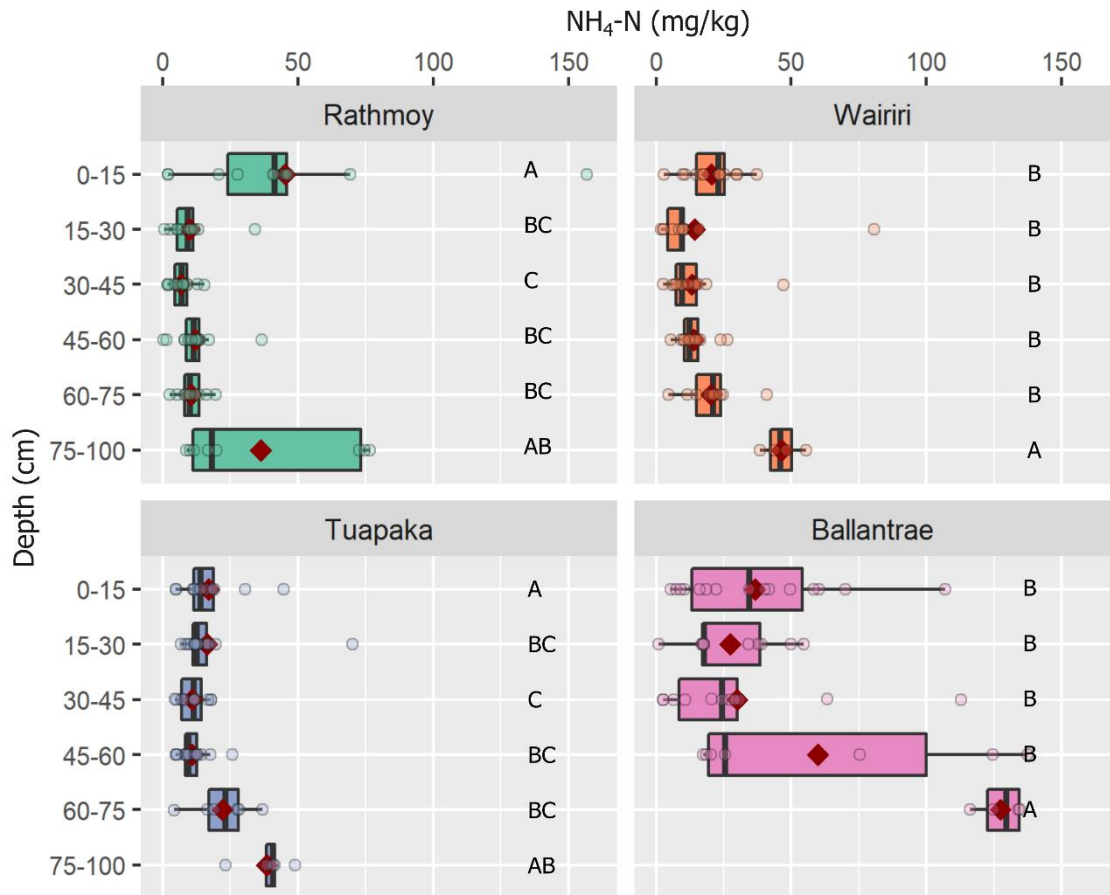 NH₄-N (mg/kg)
0 50 100 150 0 50 100 150
Rathmoy Wairiri
0-15 A B
15-30 BC B
30-45 C B
45-60 BC B
60-75 BC B
75-100 AB A
Depth (cm)
Tuapaka Ballantrae
0-15 A B
15-30 BC B
30-45 C B
45-60 BC B
60-75 BC A
75-100 AB